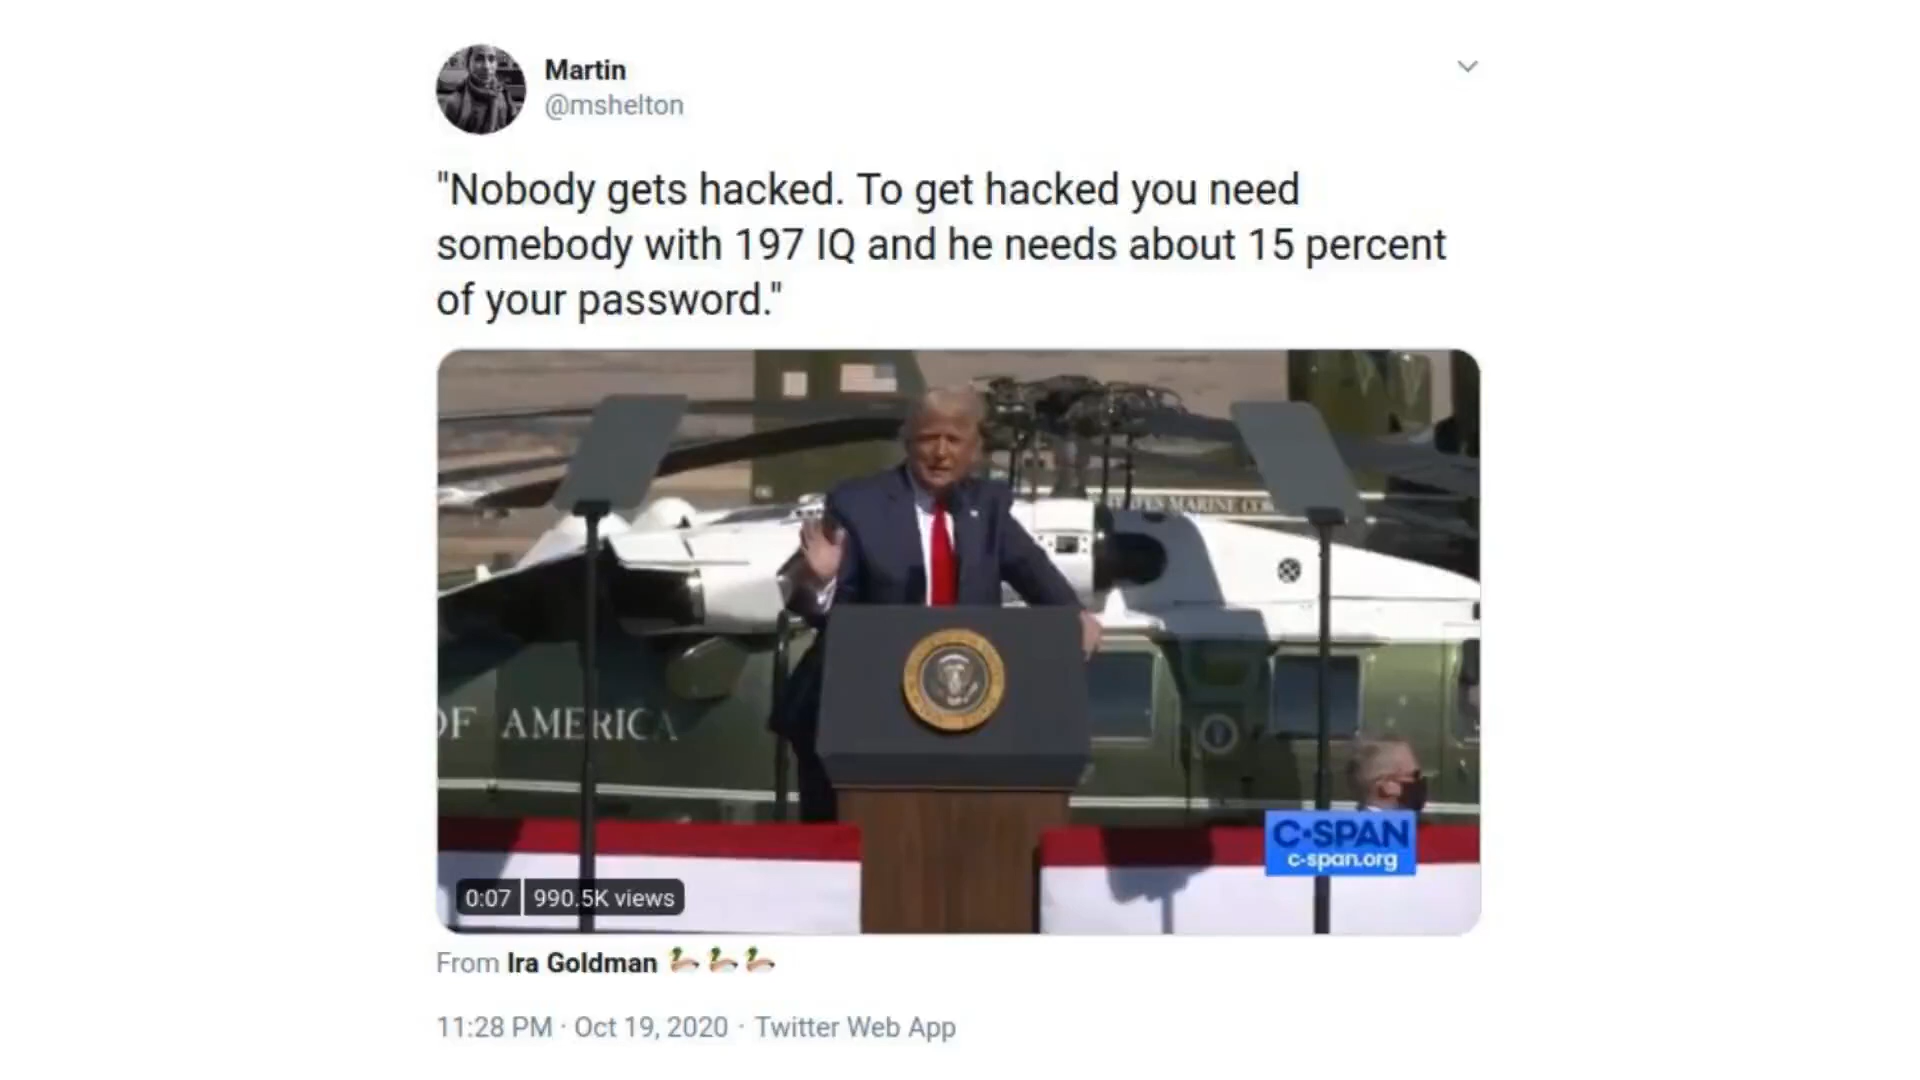 Martin
@mshelton
"Nobody gets hacked. To get hacked you need
somebody with 197 IQ and he needs about 15 percent
of your password."
MARINE
OF AMERICA
C-SPAN
c-span.org
0:07 990.5K views
From Ira Goldman
11:28 PM · Oct 19, 2020 · Twitter Web App